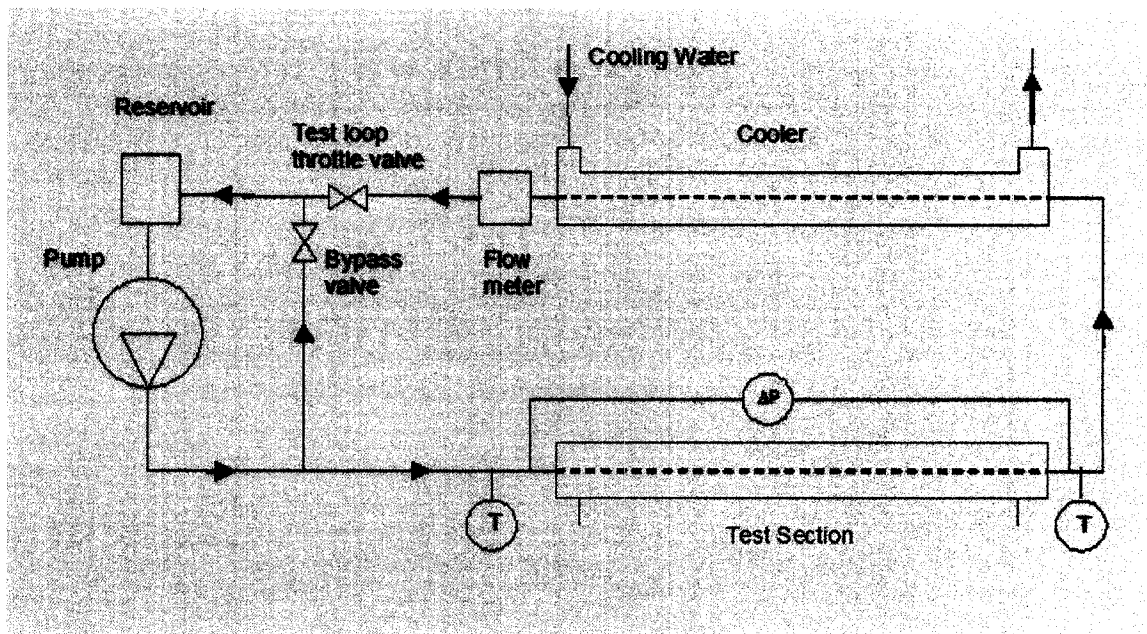 Cooling Water
Reservoir
Test loop
throttle valve
Cooler
Pump
Bypass
valve
Flow
meter
ΔP
T
T
Test Section